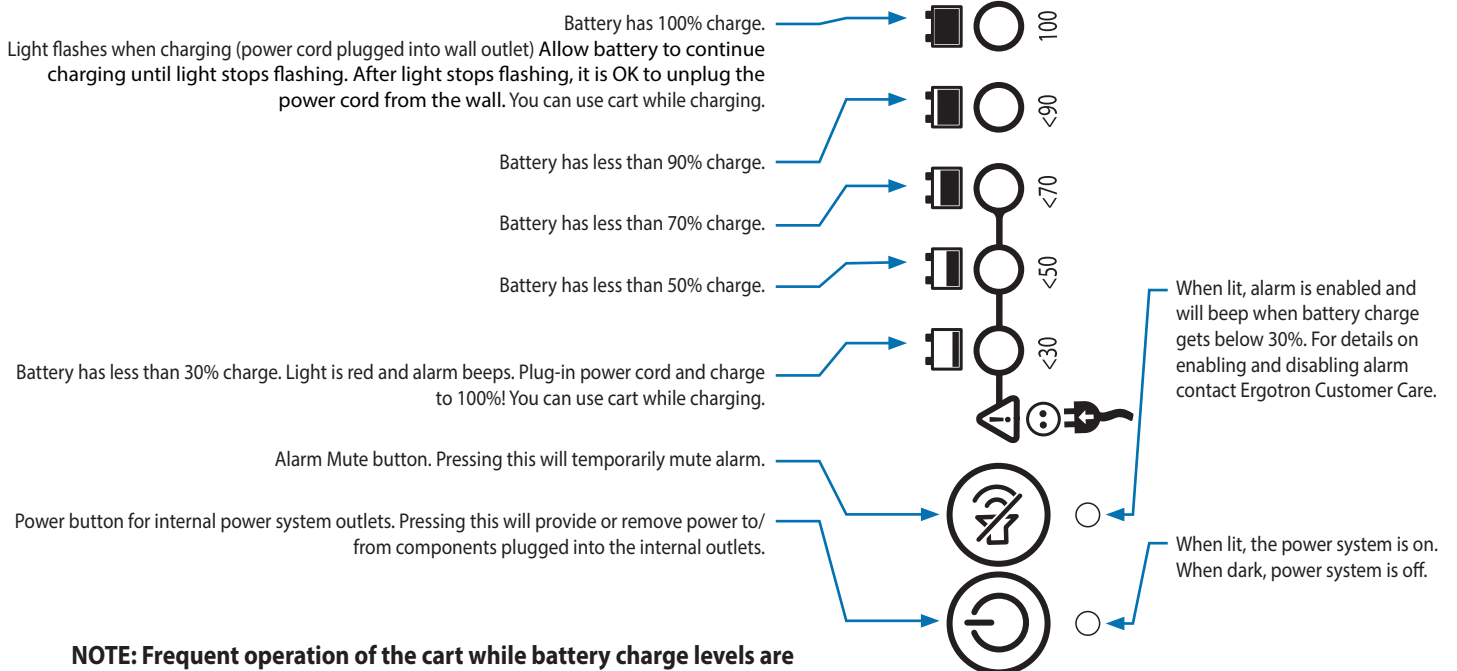 Battery has 100% charge.
Light flashes when charging (power cord plugged into wall outlet) Allow battery to continue
charging until light stops flashing. After light stops flashing, it is OK to unplug the
power cord from the wall. You can use cart while charging.
100
<90
Battery has less than 90% charge.
<70
Battery has less than 70% charge.
<50
Battery has less than 50% charge.
<30
Battery has less than 30% charge. Light is red and alarm beeps. Plug-in power cord and charge
to 100%! You can use cart while charging.
When lit, alarm is enabled and
will beep when battery charge
gets below 30%. For details on
enabling and disabling alarm
contact Ergotron Customer Care.
Alarm Mute button. Pressing this will temporarily mute alarm.
Power button for internal power system outlets. Pressing this will provide or remove power to/
from components plugged into the internal outlets.
When lit, the power system is on.
When dark, power system is off.
NOTE: Frequent operation of the cart while battery charge levels are